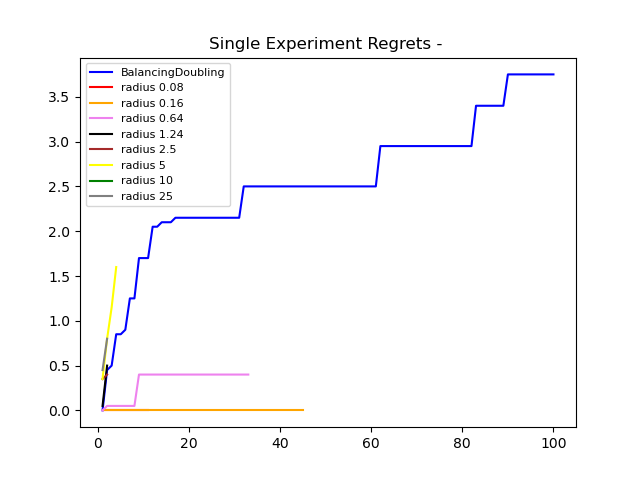 Single Experiment Regrets -
BalancingDoubling
radius 0.08
radius 0.16
radius 0.64
radius 1.24
radius 2.5
radius 5
radius 10
radius 25
3.5
3.0
2.5
2.0
1.5
1.0
0.5
0.0
0 20 40 60 80 100